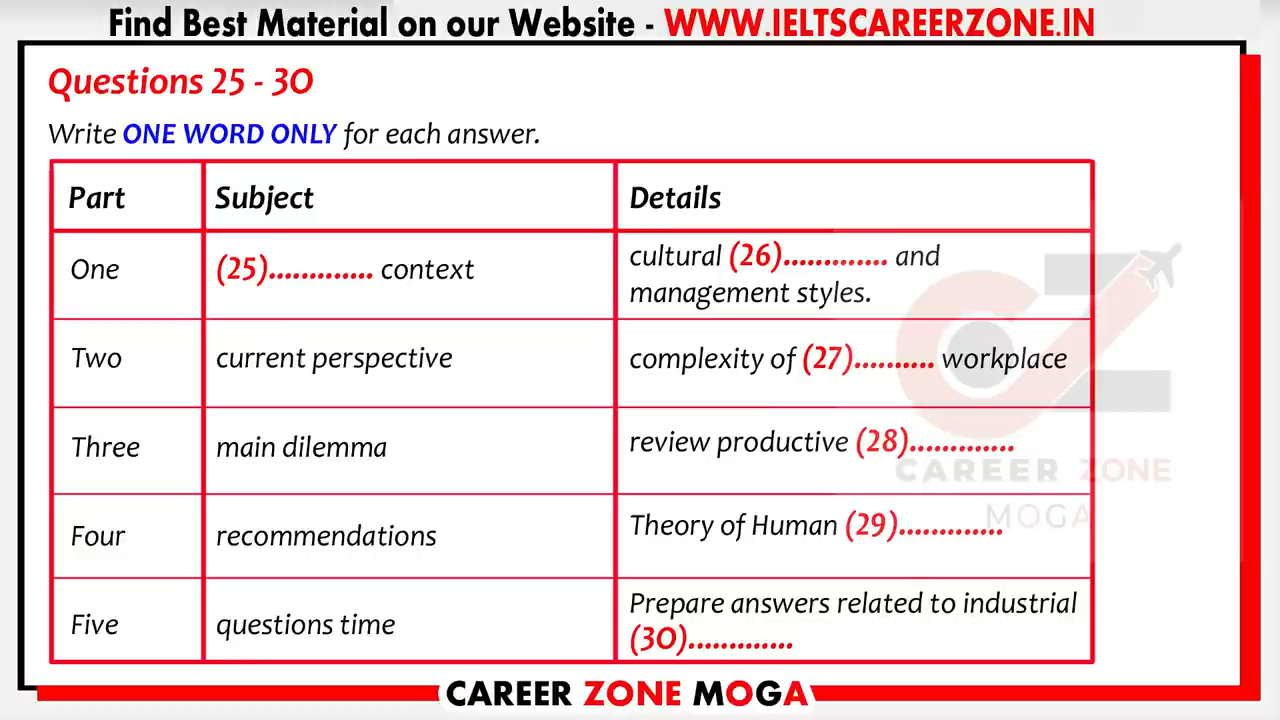 Find Best Material on our Website - WWW.IELTSCAREERZONE.IN
Questions 25 - 30
Write ONE WORD ONLY for each answer.
Part Subject Details
One (25)............. context cultural (26)............. and
management styles.
Two current perspective complexity of (27).......... workplace
Three main dilemma review productive (28).............
Four recommendations Theory of Human (29).............
Five questions time Prepare answers related to industrial
(30).............
CAREER ZONE
MOGA
CAREER ZONE MOGA